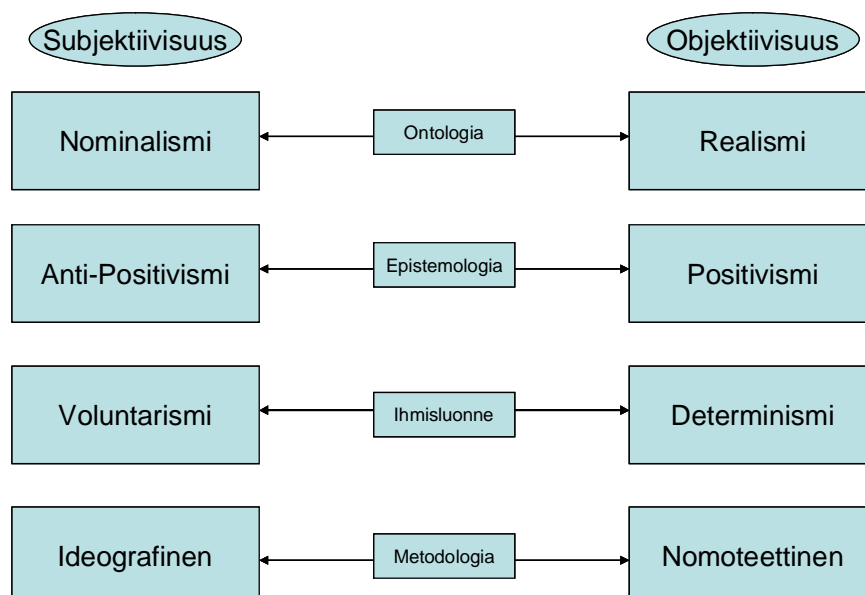 Subjektiivisuus
Objektiivisuus
Nominalismi
Ontologia
Realismi
Anti-Positivismi
Epistemologia
Positivismi
Voluntarismi
Ihmisluonne
Determinismi
Ideografinen
Metodologia
Nomoteettinen